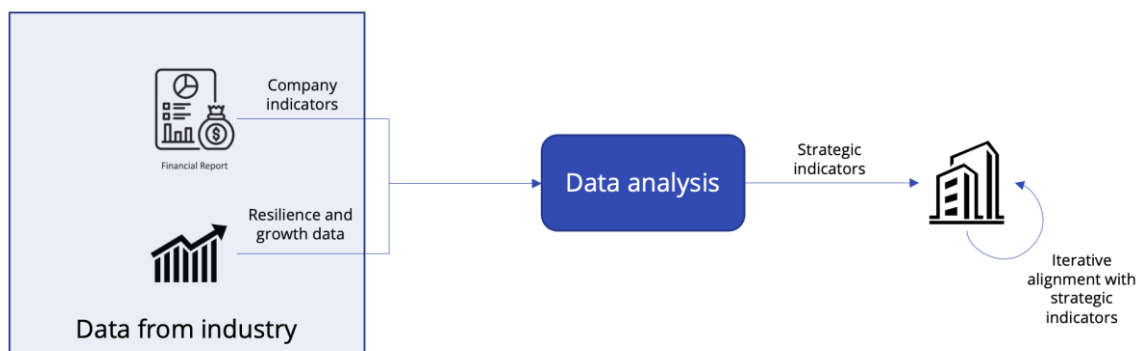 Company
indicators
Financial Report
Resilience and
growth data
Data from industry
Data analysis
Strategic
indicators
Iterative
alignment with
strategic
indicators